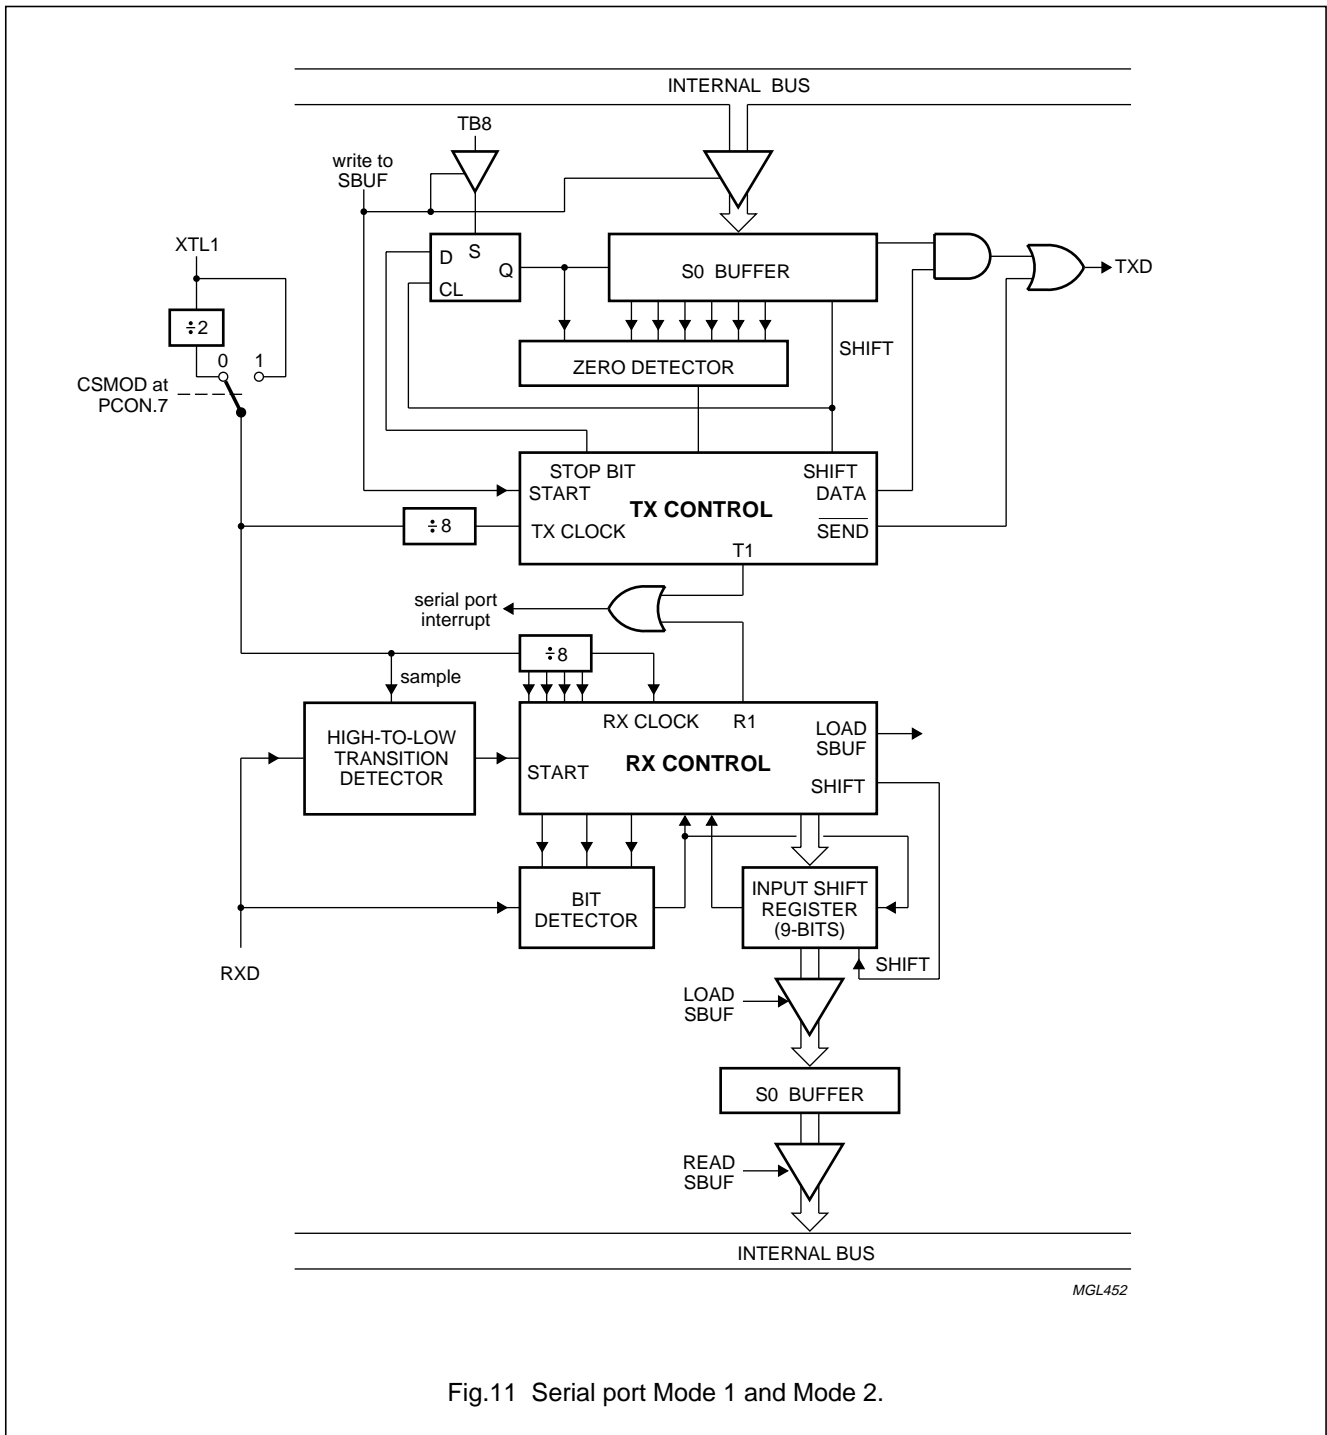 INTERNAL BUS
TB8
write to
SBUF
XTL1
÷2
0 1
CSMOD at
PCON.7
D S Q
CL
S0 BUFFER
TXD
ZERO DETECTOR
SHIFT
STOP BIT
START
TX CONTROL
TX CLOCK
SHIFT
DATA
SEND
T1
÷8
serial port
interrupt
÷8
sample
HIGH-TO-LOW
TRANSITION
DETECTOR
RX CLOCK R1
START
RX CONTROL
LOAD
SBUF
SHIFT
BIT
DETECTOR
INPUT SHIFT
REGISTER
(9-BITS)
RXD
SHIFT
LOAD
SBUF
S0 BUFFER
READ
SBUF
INTERNAL BUS
MGL452
Fig.11 Serial port Mode 1 and Mode 2.